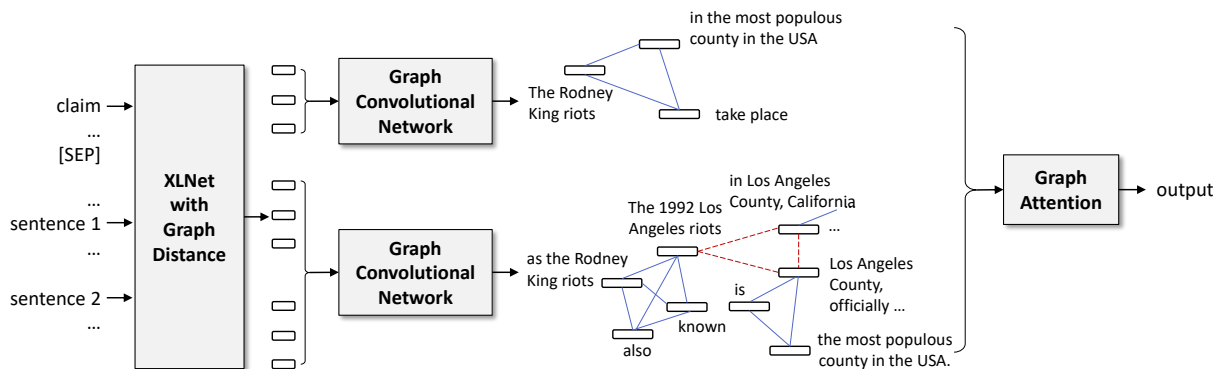 claim
...
[SEP]
...
sentence 1
...
sentence 2
...
XLNet
with
Graph
Distance
Graph
Convolutional
Network
The Rodney
King riots
in the most populous
county in the USA
take place
Graph
Convolutional
Network
as the Rodney
King riots
The 1992 Los
Angeles riots
in Los Angeles
County, California
...
also
known
is
Los Angeles
County,
officially ...
the most populous
county in the USA.
Graph
Attention
output